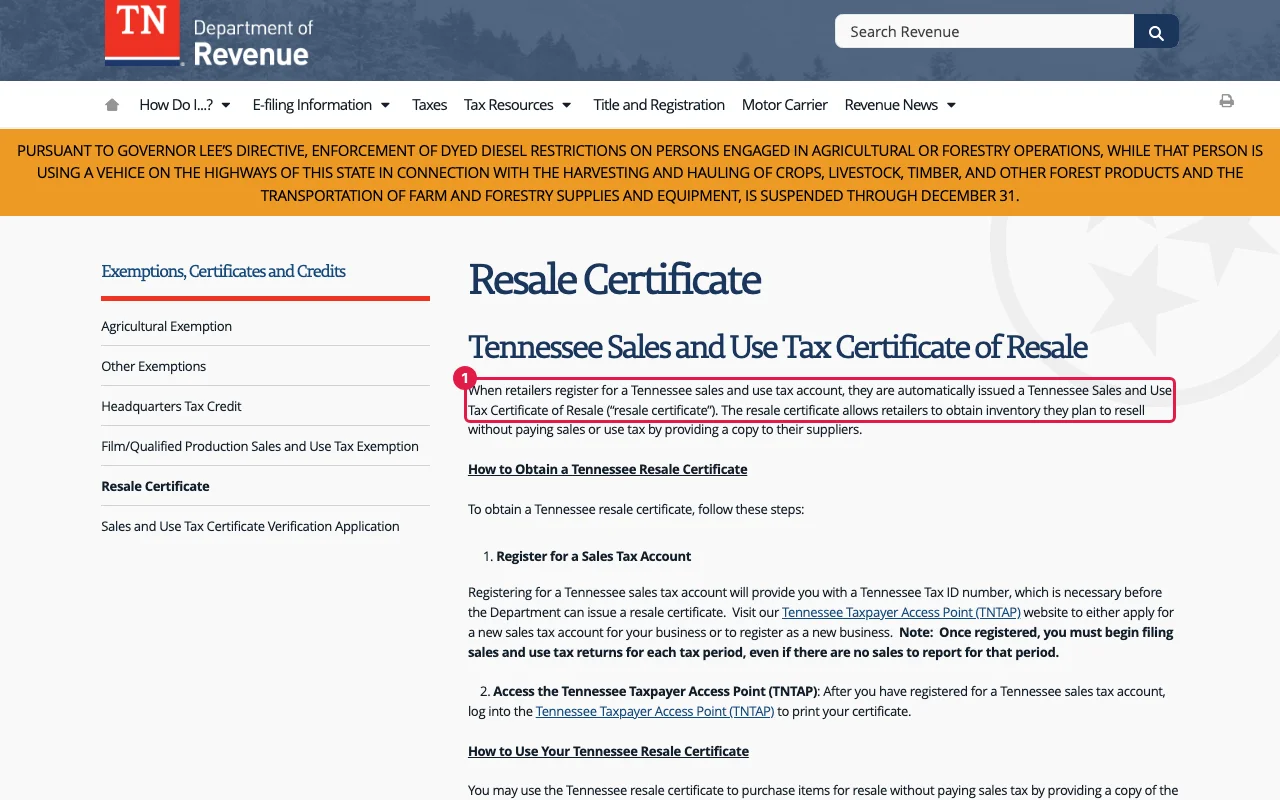 TN
Department of
Revenue
Search Revenue
How Do I...?
E-filing Information
Taxes
Tax Resources
Title and Registration
Motor Carrier
Revenue News
PURSUANT TO GOVERNOR LEE'S DIRECTIVE, ENFORCEMENT OF DYED DIESEL RESTRICTIONS ON PERSONS ENGAGED IN AGRICULTURAL OR FORESTRY OPERATIONS, WHILE THAT PERSON IS
USING A VEHICE ON THE HIGHWAYS OF THIS STATE IN CONNECTION WITH THE HARVESTING AND HAULING OF CROPS, LIVESTOCK, TIMBER, AND OTHER FOREST PRODUCTS AND THE
TRANSPORTATION OF FARM AND FORESTRY SUPPLIES AND EQUIPMENT, IS SUSPENDED THROUGH DECEMBER 31.
Exemptions, Certificates and Credits
Agricultural Exemption
Other Exemptions
Headquarters Tax Credit
Film/Qualified Production Sales and Use Tax Exemption
Resale Certificate
Sales and Use Tax Certificate Verification Application
Resale Certificate
Tennessee Sales and Use Tax Certificate of Resale
1
When retailers register for a Tennessee sales and use tax account, they are automatically issued a Tennessee Sales and Use
Tax Certificate of Resale (“resale certificate”). The resale certificate allows retailers to obtain inventory they plan to resell
without paying sales or use tax by providing a copy to their suppliers.
How to Obtain a Tennessee Resale Certificate
To obtain a Tennessee resale certificate, follow these steps:
1. Register for a Sales Tax Account
Registering for a Tennessee sales tax account will provide you with a Tennessee Tax ID number, which is necessary before
the Department can issue a resale certificate. Visit our Tennessee Taxpayer Access Point (TNTAP) website to either apply for
a new sales tax account for your business or to register as a new business. Note: Once registered, you must begin filing
sales and use tax returns for each tax period, even if there are no sales to report for that period.
2. Access the Tennessee Taxpayer Access Point (TNTAP): After you have registered for a Tennessee sales tax account,
log into the Tennessee Taxpayer Access Point (TNTAP) to print your certificate.
How to Use Your Tennessee Resale Certificate
You may use the Tennessee resale certificate to purchase items for resale without paying sales tax by providing a copy of the